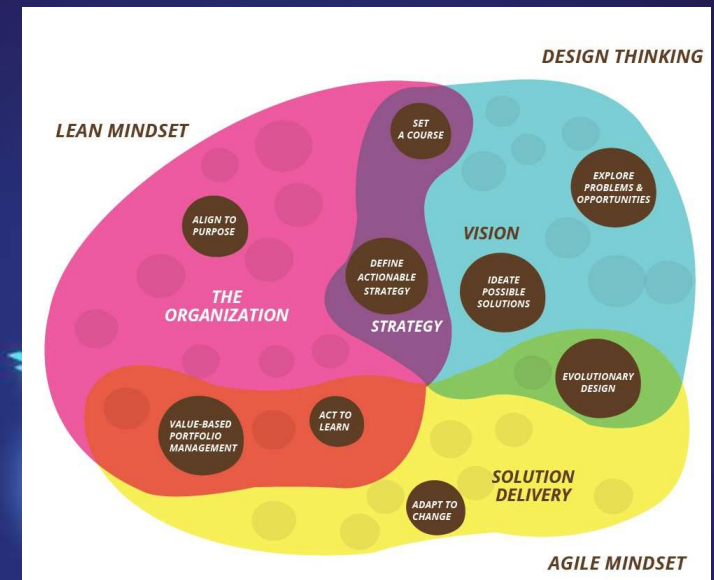 DESIGN THINKING
LEAN MINDSET
SET
A COURSE
EXPLORE
PROBLEMS &
OPPORTUNITIES
ALIGN TO
PURPOSE
VISION
DEFINE
ACTIONABLE
STRATEGY
IDEATE
POSSIBLE
SOLUTIONS
THE
ORGANIZATION
STRATEGY
EVOLUTIONARY
DESIGN
VALUE-BASED
PORTFOLIO
MANAGEMENT
ACT TO
LEARN
SOLUTION
DELIVERY
ADAPT TO
CHANGE
AGILE MINDSET